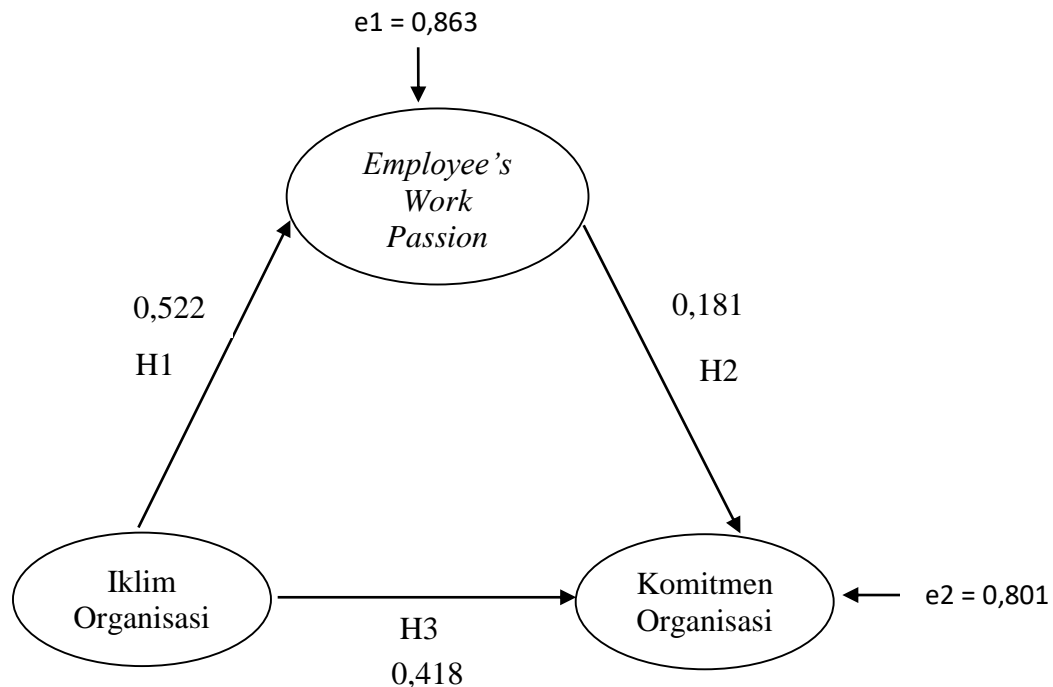 e1 = 0,863
Employee’s
Work
Passion
0,522
0,181
H1
H2
Iklim
Organisasi
Komitmen
Organisasi
e2 = 0,801
H3
0,418